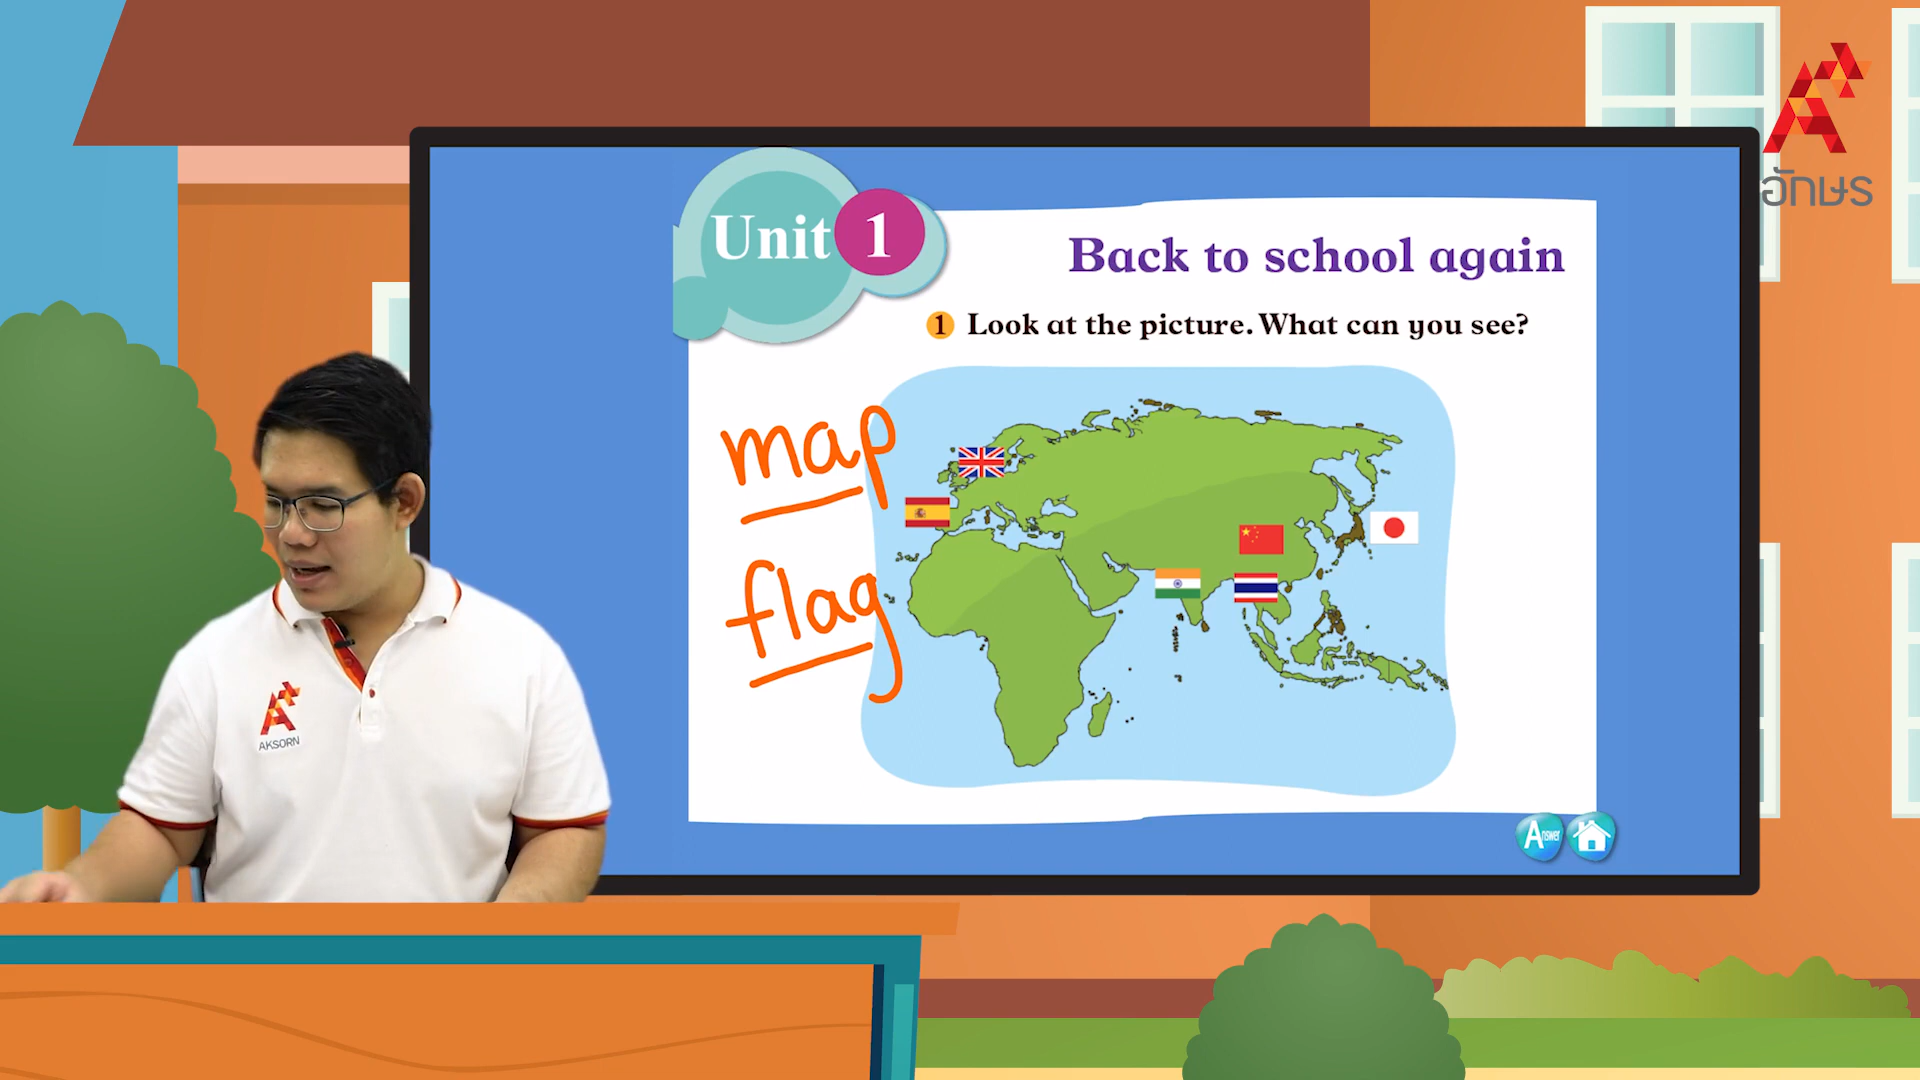 อักษร
Unit 1
Back to school again
1 Look at the picture. What can you see?
map
flag
AKSORN
Answer